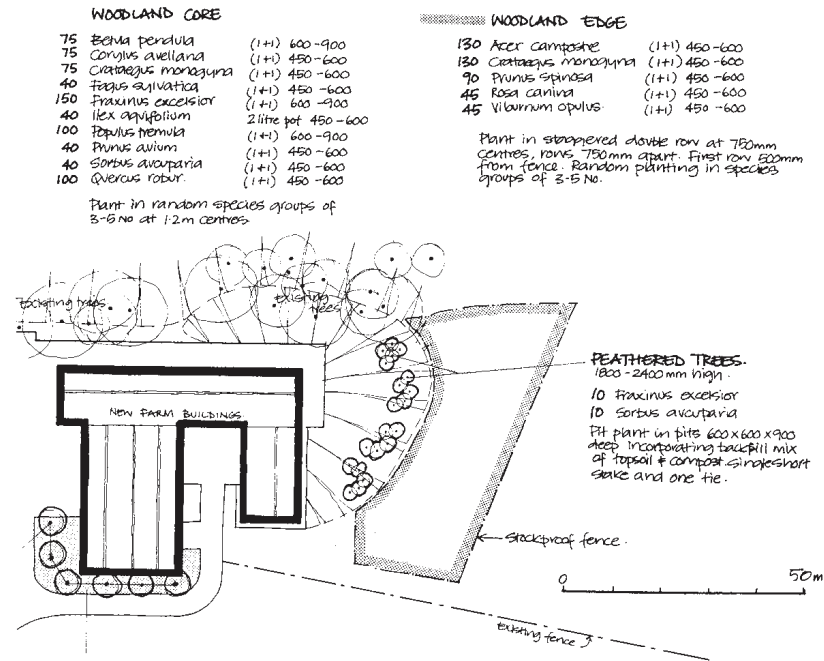 WOODLAND CORE
75 Betula pendula (1+1) 600-900
75 Corylus avellana (1+1) 450-600
75 Crataegus monogyna (1+1) 450-600
40 Fagus sylvatica (1+1) 450-600
150 Fraxinus excelsior (1+1) 600-900
40 Ilex aquifolium 2 litre pot 450-600
100 Populus tremula (1+1) 600-900
40 Prunus avium (1+1) 450-600
40 Sorbus aucuparia (1+1) 450-600
100 Quercus robur. (1+1) 450-600
Plant in random species groups of
3-5 No at 1.2m centres
WOODLAND EDGE
130 Acer campestre (1+1) 450-600
130 Crataegus monogyna (1+1) 450-600
90 Prunus spinosa (1+1) 450-600
45 Rosa canina (1+1) 450-600
45 Viburnum opulus. (1+1) 450-600
Plant in staggered double row at 750mm
centres, rows 750mm apart. First row 500mm
from fence. Random planting in species
groups of 3-5 No.
existing trees
existing
trees
NEW FARM BUILDINGS
FEATHERED TREES.
1800-2400mm high.
10 Fraxinus excelsior
10 Sorbus aucuparia
Pit plant in pits 600x600x900
deep incorporating backfill mix
of topsoil & compost. Single short
stake and one tie.
stockproof fence.
0 50m
existing fence